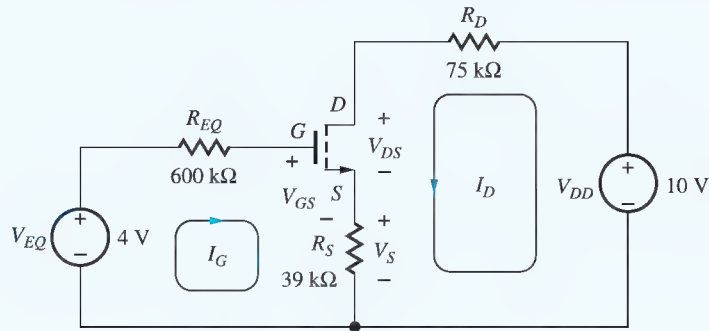 R_D
75 kΩ
R_EQ
600 kΩ
D
G
+
+
V_DS
−
V_GS
S
−
I_D
+
V_DD
−
10 V
V_EQ
+
−
4 V
I_G
R_S
39 kΩ
+
V_S
−